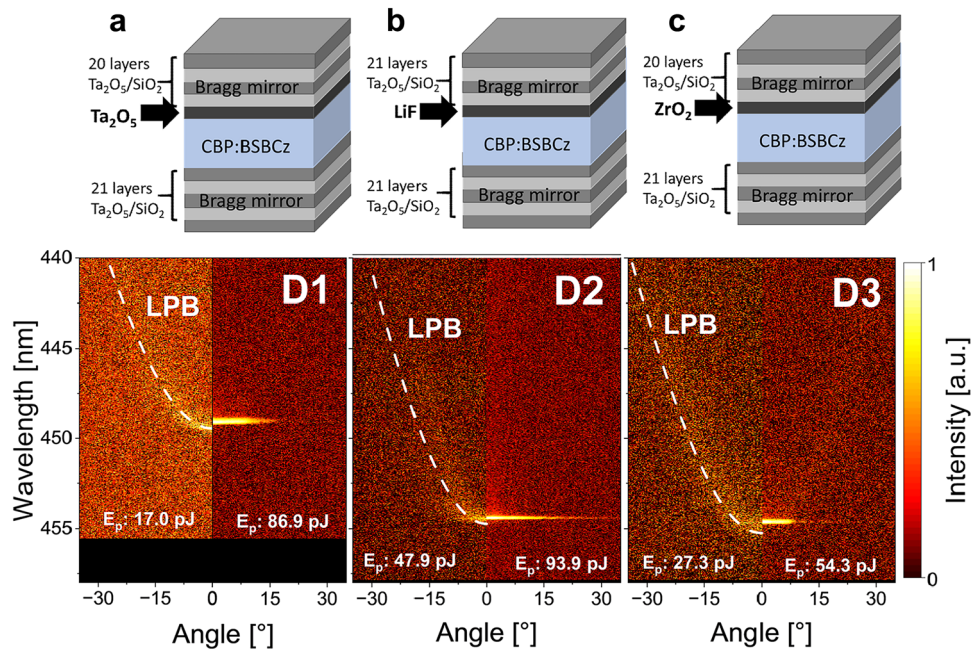 a
b
c
20 layers
Ta₂O₅/SiO₂
Bragg mirror
Ta₂O₅
CBP:BSBCz
21 layers
Ta₂O₅/SiO₂
Bragg mirror
21 layers
Ta₂O₅/SiO₂
Bragg mirror
LiF
CBP:BSBCz
21 layers
Ta₂O₅/SiO₂
Bragg mirror
20 layers
Ta₂O₅/SiO₂
Bragg mirror
ZrO₂
CBP:BSBCz
21 layers
Ta₂O₅/SiO₂
Bragg mirror
Wavelength [nm]
440
445
450
455
LPB
D1
Eₚ: 17.0 pJ
Eₚ: 86.9 pJ
−30
−15
0
15
30
Angle [°]
LPB
D2
Eₚ: 47.9 pJ
Eₚ: 93.9 pJ
−30
−15
0
15
30
Angle [°]
LPB
D3
Eₚ: 27.3 pJ
Eₚ: 54.3 pJ
−30
−15
0
15
30
Angle [°]
1
0
Intensity [a.u.]